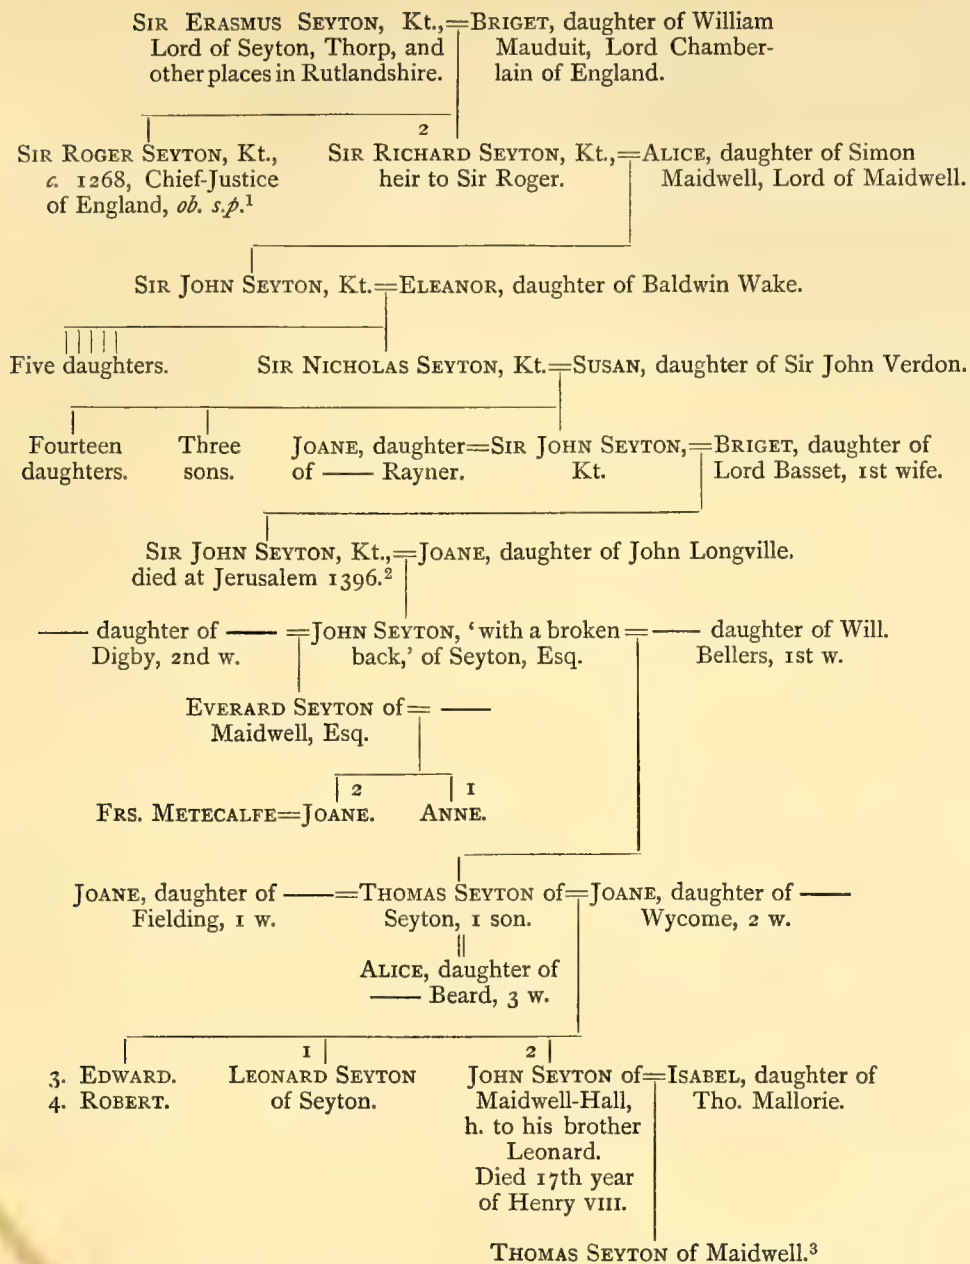 SIR ERASMUS SEYTON, Kt.,=BRIGET, daughter of William
Lord of Seyton, Thorp, and Mauduit, Lord Chamber-
other places in Rutlandshire. lain of England.
2
SIR ROGER SEYTON, Kt., SIR RICHARD SEYTON, Kt.,=ALICE, daughter of Simon
c. 1268, Chief-Justice heir to Sir Roger. Maidwell, Lord of Maidwell.
of England, ob. s.p.¹
SIR JOHN SEYTON, Kt.=ELEANOR, daughter of Baldwin Wake.
Five daughters. SIR NICHOLAS SEYTON, Kt.=SUSAN, daughter of Sir John Verdon.
Fourteen Three JOANE, daughter=SIR JOHN SEYTON,=BRIGET, daughter of
daughters. sons. of —— Rayner. Kt. Lord Basset, 1st wife.
SIR JOHN SEYTON, Kt.,=JOANE, daughter of John Longville.
died at Jerusalem 1396.²
—— daughter of —— =JOHN SEYTON, ‘with a broken =—— daughter of Will.
Digby, 2nd w. back,’ of Seyton, Esq. Bellers, 1st w.
EVERARD SEYTON of= ——
Maidwell, Esq.
2 1
FRS. METECALFE=JOANE. ANNE.
JOANE, daughter of ——=THOMAS SEYTON of=JOANE, daughter of ——
Fielding, 1 w. Seyton, 1 son. Wycome, 2 w.
ALICE, daughter of
—— Beard, 3 w.
1 2
3. EDWARD. LEONARD SEYTON JOHN SEYTON of=ISABEL, daughter of
4. ROBERT. of Seyton. Maidwell-Hall, Tho. Mallorie.
h. to his brother
Leonard.
Died 17th year
of Henry VIII.
THOMAS SEYTON of Maidwell.³